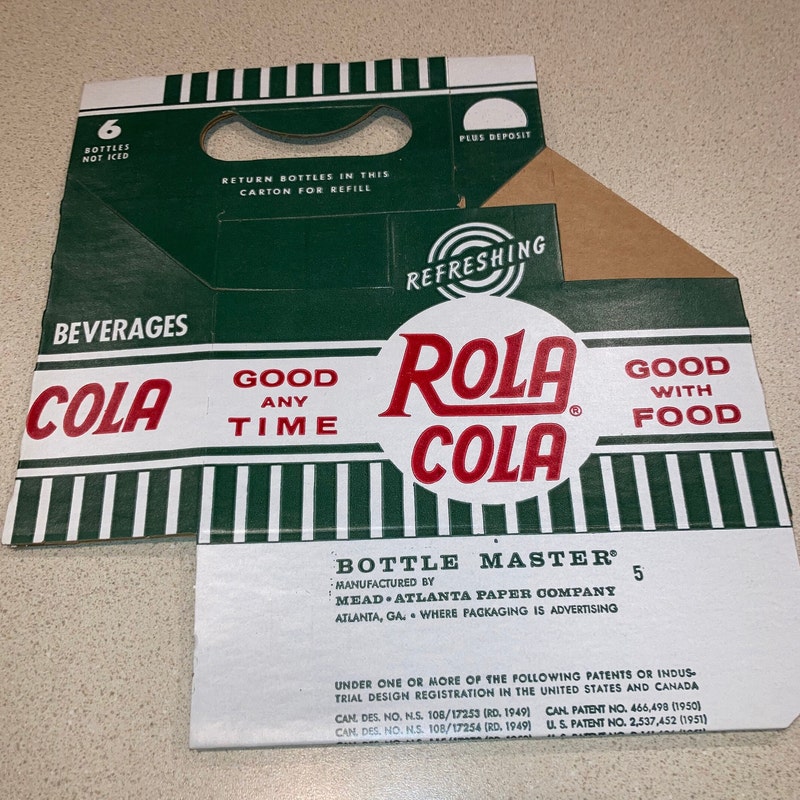 6
BOTTLES
NOT ICED
PLUS DEPOSIT
RETURN BOTTLES IN THIS
CARTON FOR REFILL
REFRESHING
BEVERAGES
COLA
GOOD
ANY
TIME
ROLA
COLA
®
GOOD
WITH
FOOD
BOTTLE MASTER®
5
MANUFACTURED BY
MEAD • ATLANTA PAPER COMPANY
ATLANTA, GA. • WHERE PACKAGING IS ADVERTISING
UNDER ONE OR MORE OF THE FOLLOWING PATENTS OR INDUS-
TRIAL DESIGN REGISTRATION IN THE UNITED STATES AND CANADA
CAN. DES. NO. N.S. 108/17253 (RD. 1949) CAN. PATENT NO. 466,498 (1950)
CAN. DES. NO. N.S. 108/17254 (RD. 1949) U. S. PATENT NO. 2,537,452 (1951)